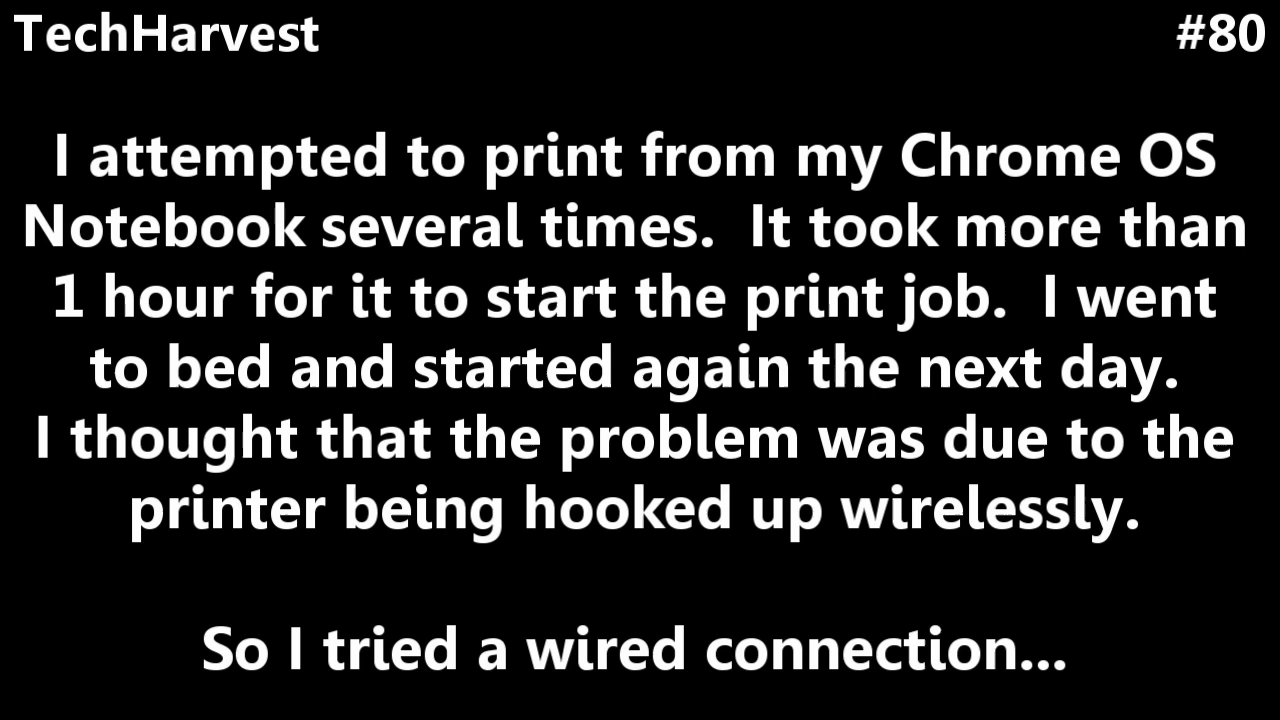 TechHarvest #80
I attempted to print from my Chrome OS
Notebook several times.  It took more than
1 hour for it to start the print job.  I went
to bed and started again the next day.
I thought that the problem was due to the
printer being hooked up wirelessly.
So I tried a wired connection...